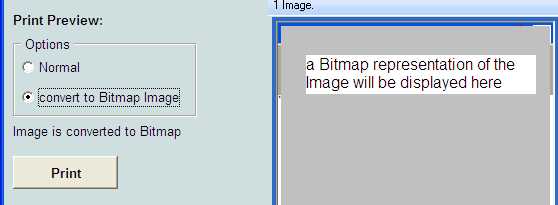 Print Preview:
Options
Normal
convert to Bitmap Image
Image is converted to Bitmap
Print
1 Image.
a Bitmap representation of the
Image will be displayed here